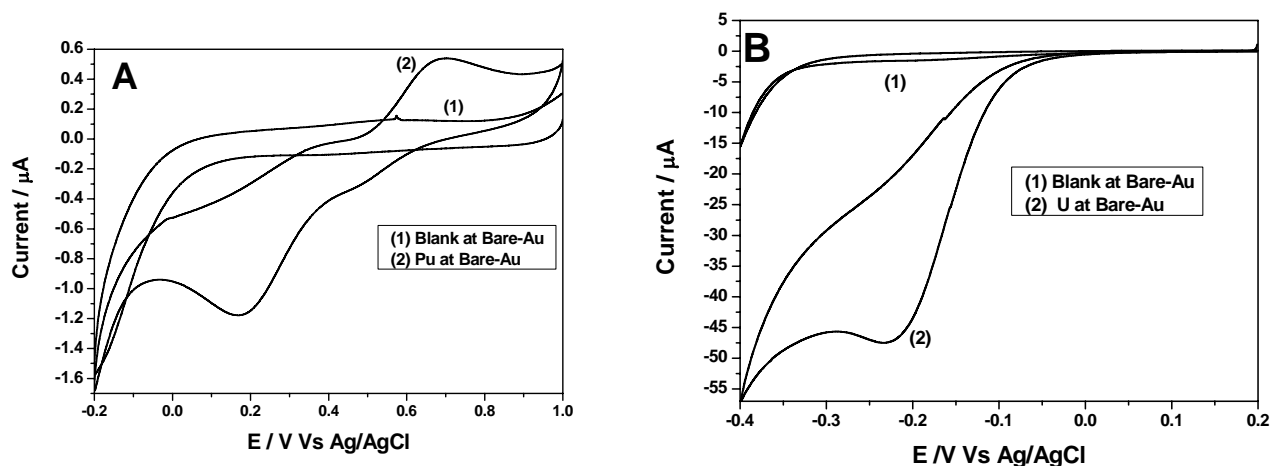 A
0.6
0.4
0.2
0.0
-0.2
-0.4
-0.6
-0.8
-1.0
-1.2
-1.4
-1.6
Current / μA
(2)
(1)
(1) Blank at Bare-Au
(2) Pu at Bare-Au
-0.2 0.0 0.2 0.4 0.6 0.8 1.0
E / V Vs Ag/AgCl
B
5
0
-5
-10
-15
-20
-25
-30
-35
-40
-45
-50
-55
Current / μA
(1)
(1) Blank at Bare-Au
(2) U at Bare-Au
(2)
-0.4 -0.3 -0.2 -0.1 0.0 0.1 0.2
E /V Vs Ag/AgCl